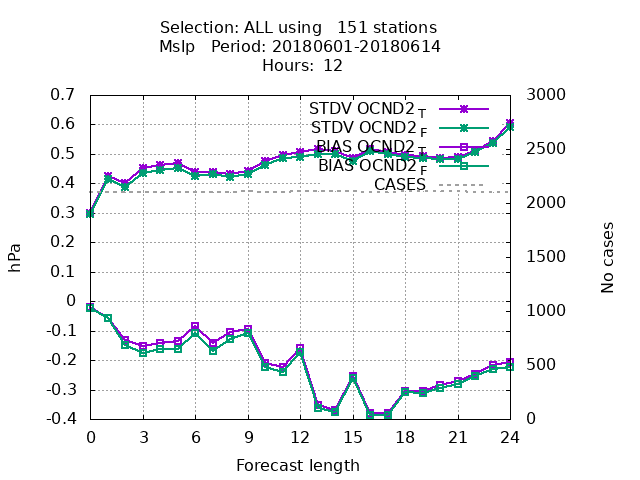 Selection: ALL using   151 stations
Mslp   Period: 20180601-20180614
Hours:  12
0.7
0.6
0.5
0.4
0.3
0.2
0.1
0
-0.1
-0.2
-0.3
-0.4
hPa
STDV OCND2 T
STDV OCND2 F
BIAS OCND2 T
BIAS OCND2 F
CASES
3000
2500
2000
1500
1000
500
0
No cases
0 3 6 9 12 15 18 21 24
Forecast length